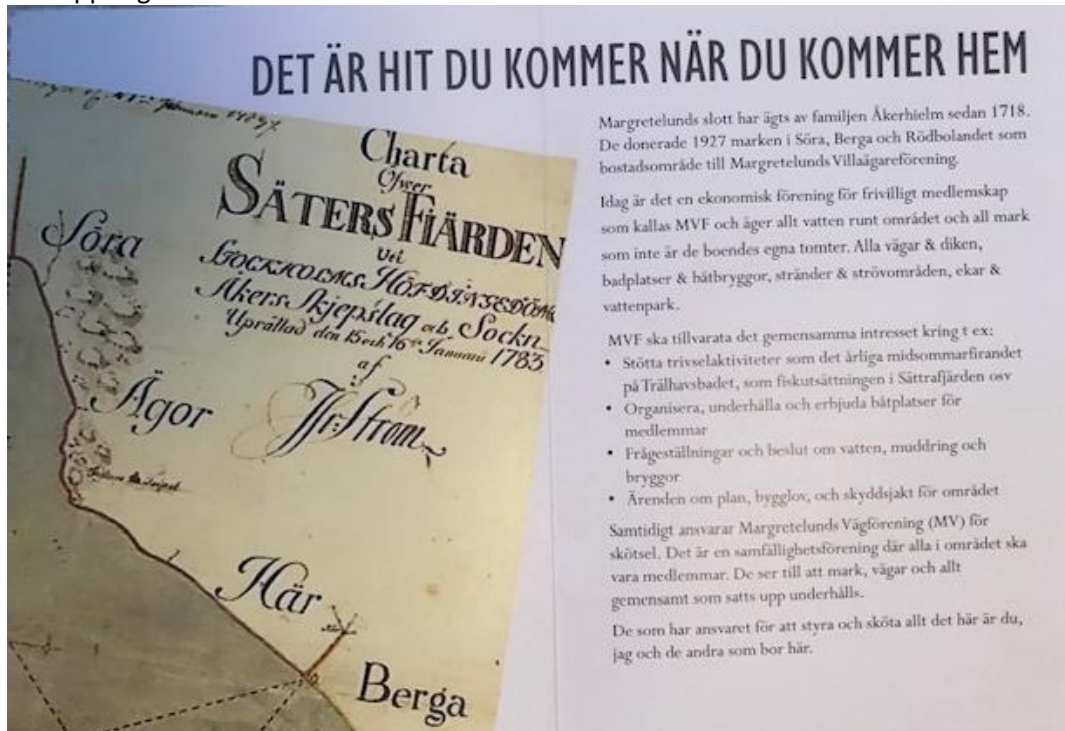 DET ÄR HIT DU KOMMER NÄR DU KOMMER HEM
Charta
Ofwer
SÄTERS FIÄRDEN
Uti
STOCKHOLMS HÖFDINGEDÖME
Akers Skjepslag och Sockn
Uprättad den 15 och 16 Januari 1783
af
Ström
Söra
Ägor
Här
Berga
Margretelunds slott har ägts av familjen Åkerhielm sedan 1718.
De donerade 1927 marken i Söra, Berga och Rödbolandet som
bostadsområde till Margretelunds Villaägareförening.
Idag är det en ekonomisk förening för frivilligt medlemskap
som kallas MVF och äger allt vatten runt området och all mark
som inte är de boendes egna tomter. Alla vägar & diken,
badplatser & båtbryggor, stränder & strövområden, ekar &
vattenpark.
MVF ska tillvarata det gemensamma intresset kring t ex:
• Stötta trivselaktiviteter som det årliga midsommarfirandet
på Trälhavsbadet, som fiskutsättningen i Sättrafjärden osv
• Organisera, underhålla och erbjuda båtplatser för
medlemmar
• Frågeställningar och beslut om vatten, muddring och
bryggor
• Ärenden om plan, bygglov, och skyddsjakt för området
Samtidigt ansvarar Margretelunds Vägförening (MV) för
skötsel. Det är en samfällighetsförening där alla i området ska
vara medlemmar. De ser till att mark, vägar och allt
gemensamt som satts upp underhålls.
De som har ansvaret för att styra och sköta allt det här är du,
jag och de andra som bor här.